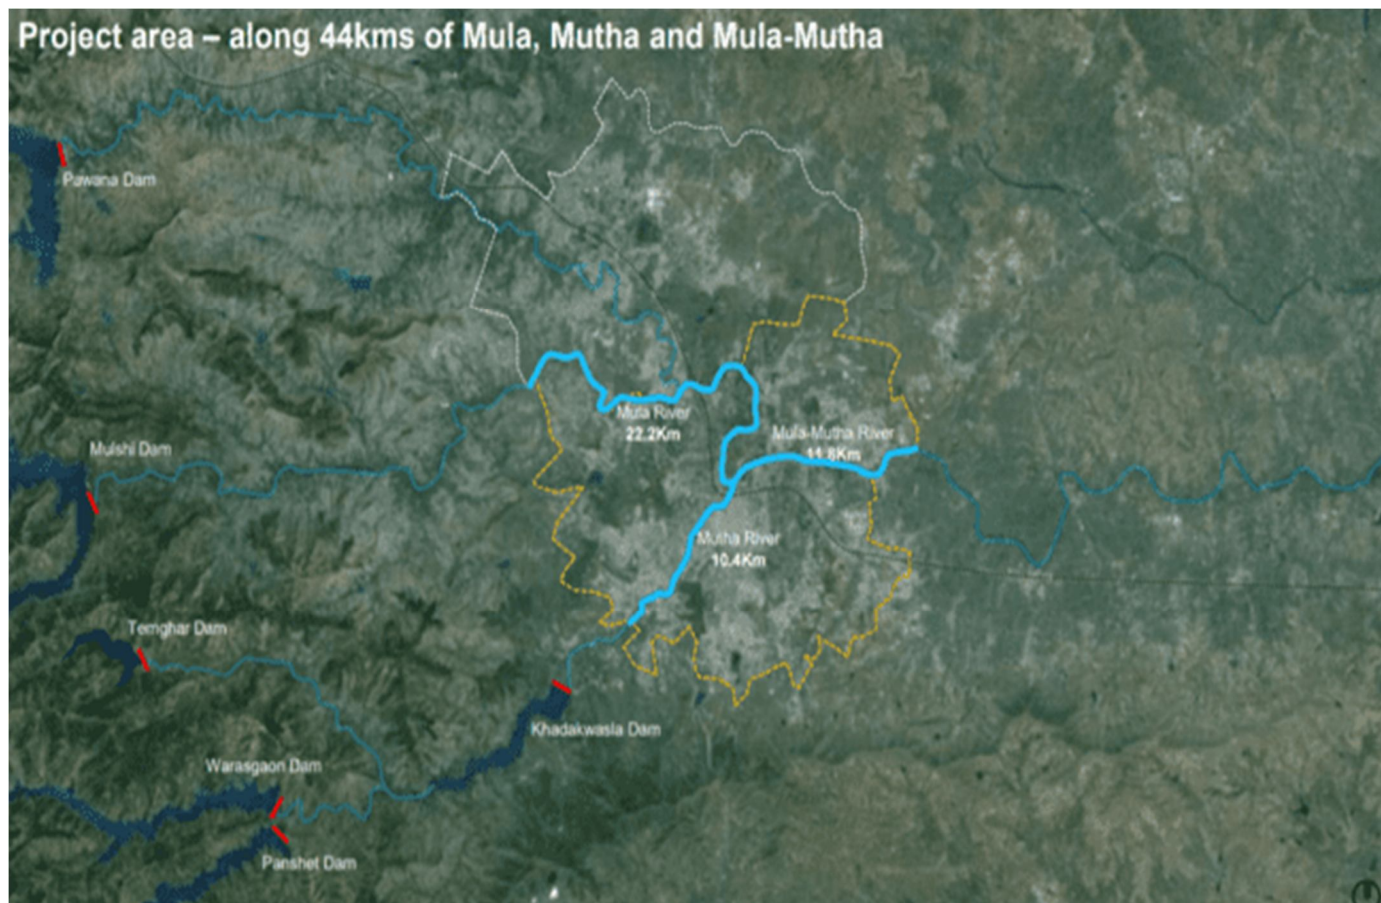 Project area – along 44kms of Mula, Mutha and Mula-Mutha
Pawana Dam
Mula River
22.2Km
Mula-Mutha River
11.8Km
Mulshi Dam
Mutha River
10.4Km
Temghar Dam
Khadakwasla Dam
Warasgaon Dam
Panshet Dam